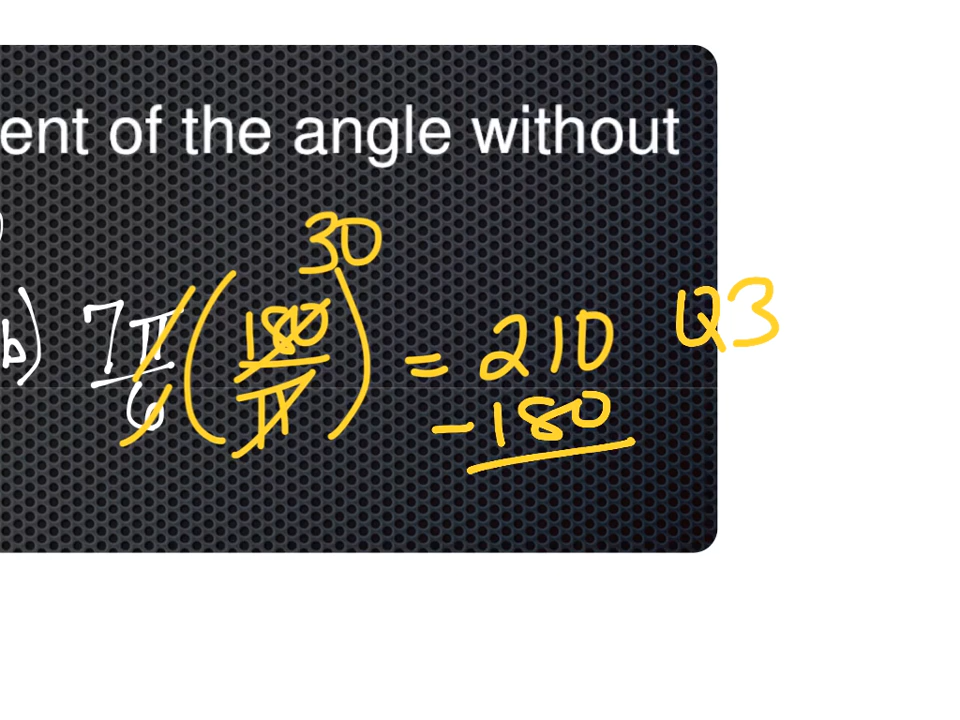 ent of the angle without
30
b) 7π/6 (180/π) = 210 Q3
- 180